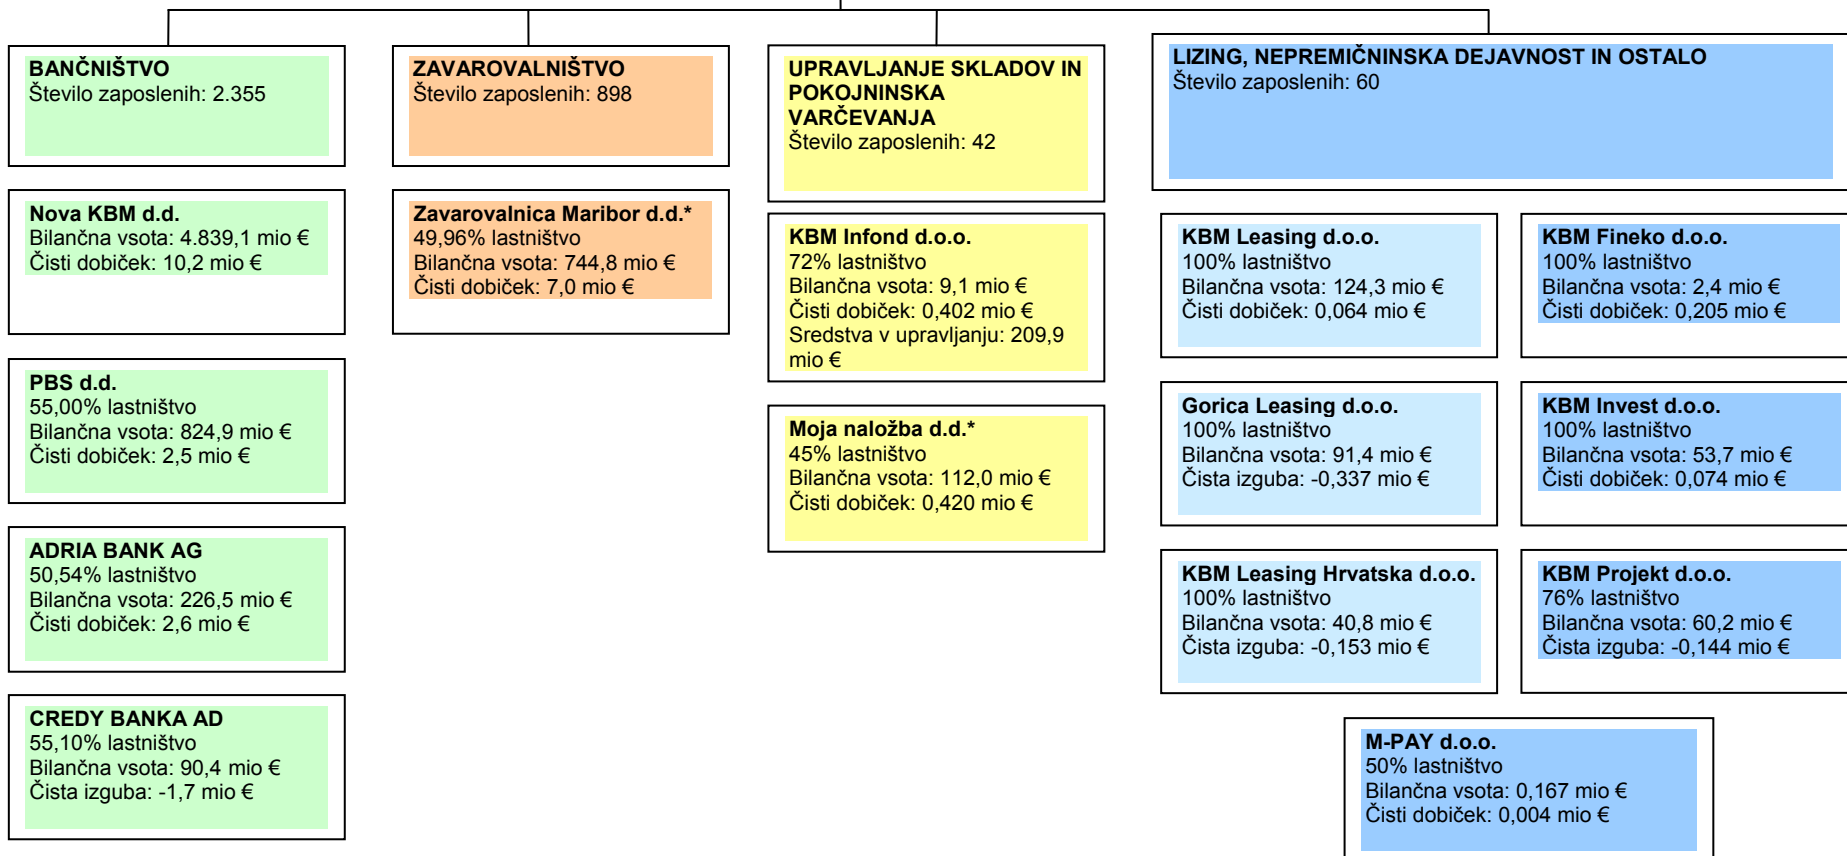 BANČNIŠTVO
Število zaposlenih: 2.355
ZAVAROVALNIŠTVO
Število zaposlenih: 898
UPRAVLJANJE SKLADOV IN
POKOJNINSKA
VARČEVANJA
Število zaposlenih: 42
LIZING, NEPREMIČNINSKA DEJAVNOST IN OSTALO
Število zaposlenih: 60
Nova KBM d.d.
Bilančna vsota: 4.839,1 mio €
Čisti dobiček: 10,2 mio €
PBS d.d.
55,00% lastništvo
Bilančna vsota: 824,9 mio €
Čisti dobiček: 2,5 mio €
ADRIA BANK AG
50,54% lastništvo
Bilančna vsota: 226,5 mio €
Čisti dobiček: 2,6 mio €
CREDY BANKA AD
55,10% lastništvo
Bilančna vsota: 90,4 mio €
Čista izguba: -1,7 mio €
Zavarovalnica Maribor d.d.*
49,96% lastništvo
Bilančna vsota: 744,8 mio €
Čisti dobiček: 7,0 mio €
KBM Infond d.o.o.
72% lastništvo
Bilančna vsota: 9,1 mio €
Čisti dobiček: 0,402 mio €
Sredstva v upravljanju: 209,9
mio €
Moja naložba d.d.*
45% lastništvo
Bilančna vsota: 112,0 mio €
Čisti dobiček: 0,420 mio €
KBM Leasing d.o.o.
100% lastništvo
Bilančna vsota: 124,3 mio €
Čisti dobiček: 0,064 mio €
KBM Fineko d.o.o.
100% lastništvo
Bilančna vsota: 2,4 mio €
Čisti dobiček: 0,205 mio €
Gorica Leasing d.o.o.
100% lastništvo
Bilančna vsota: 91,4 mio €
Čista izguba: -0,337 mio €
KBM Invest d.o.o.
100% lastništvo
Bilančna vsota: 53,7 mio €
Čisti dobiček: 0,074 mio €
KBM Leasing Hrvatska d.o.o.
100% lastništvo
Bilančna vsota: 40,8 mio €
Čista izguba: -0,153 mio €
KBM Projekt d.o.o.
76% lastništvo
Bilančna vsota: 60,2 mio €
Čista izguba: -0,144 mio €
M-PAY d.o.o.
50% lastništvo
Bilančna vsota: 0,167 mio €
Čisti dobiček: 0,004 mio €